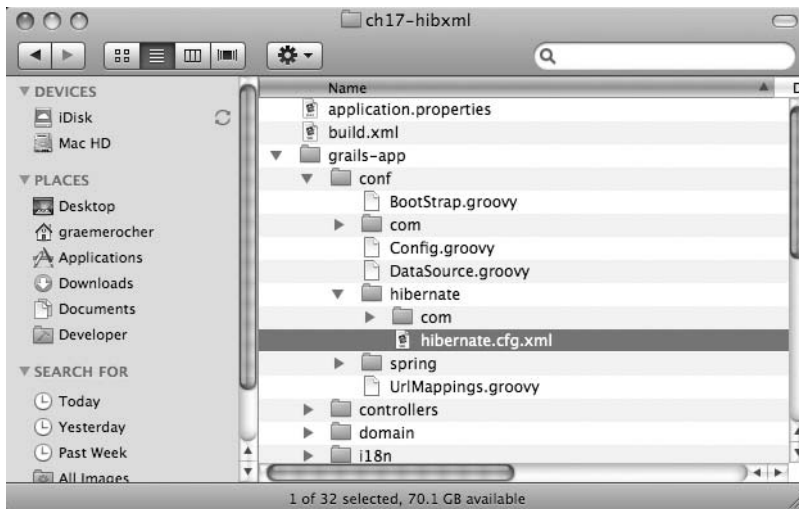 ch17-hibxml
Name
DEVICES
iDisk
Mac HD
PLACES
Desktop
graemerocher
Applications
Downloads
Documents
Developer
SEARCH FOR
Today
Yesterday
Past Week
All Images
application.properties
build.xml
grails-app
conf
BootStrap.groovy
com
Config.groovy
DataSource.groovy
hibernate
com
hibernate.cfg.xml
spring
UrlMappings.groovy
controllers
domain
i18n
1 of 32 selected, 70.1 GB available